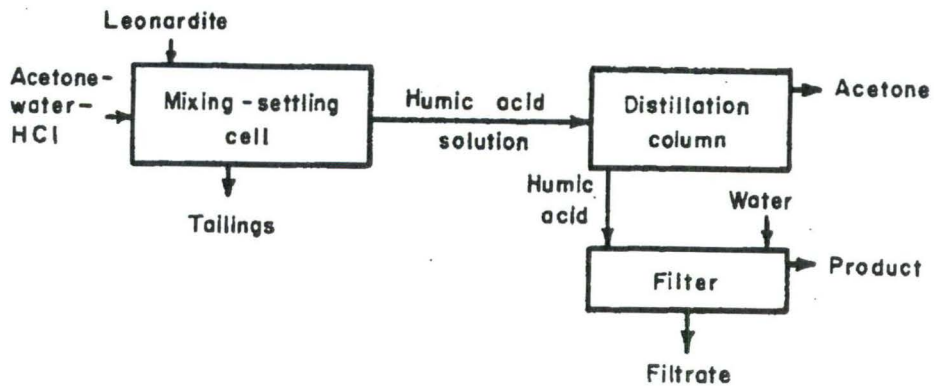 Leonardite
Acetone-
water-
HCl
Mixing-settling
cell
Humic acid
solution
Distillation
column
Acetone
Tailings
Humic
acid
Water
Filter
Product
Filtrate